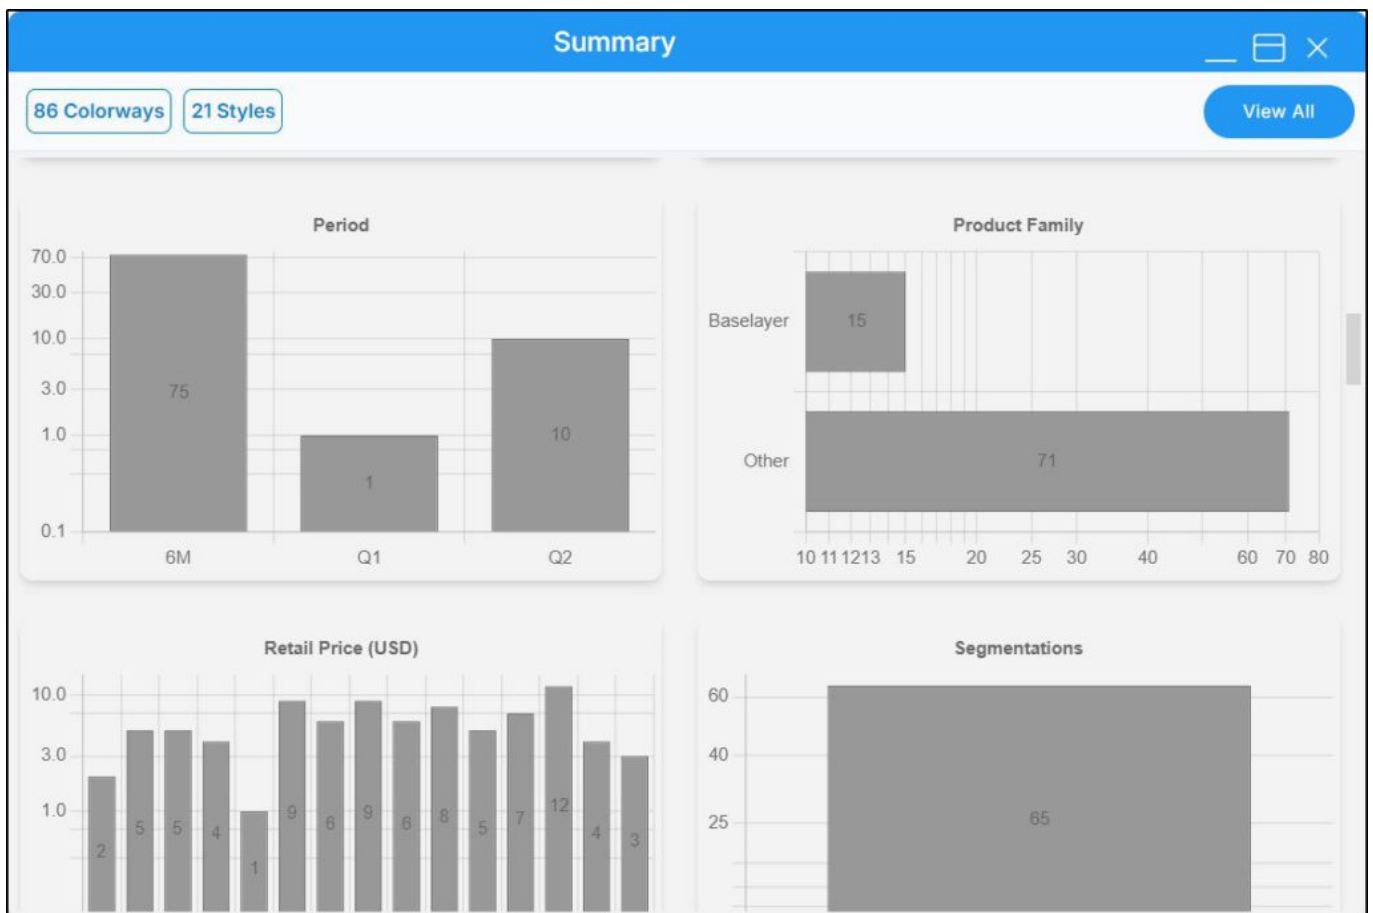 Summary
86 Colorways 21 Styles View All
Period
70.0
30.0
10.0
3.0
1.0
0.1
75
1
10
6M Q1 Q2
Product Family
Baselayer
15
Other
71
10 11 12 13 15 20 25 30 40 60 70 80
Retail Price (USD)
10.0
3.0
1.0
2 5 5 4 1 9 6 9 6 8 5 7 12 4 3
Segmentations
60
40
25
65